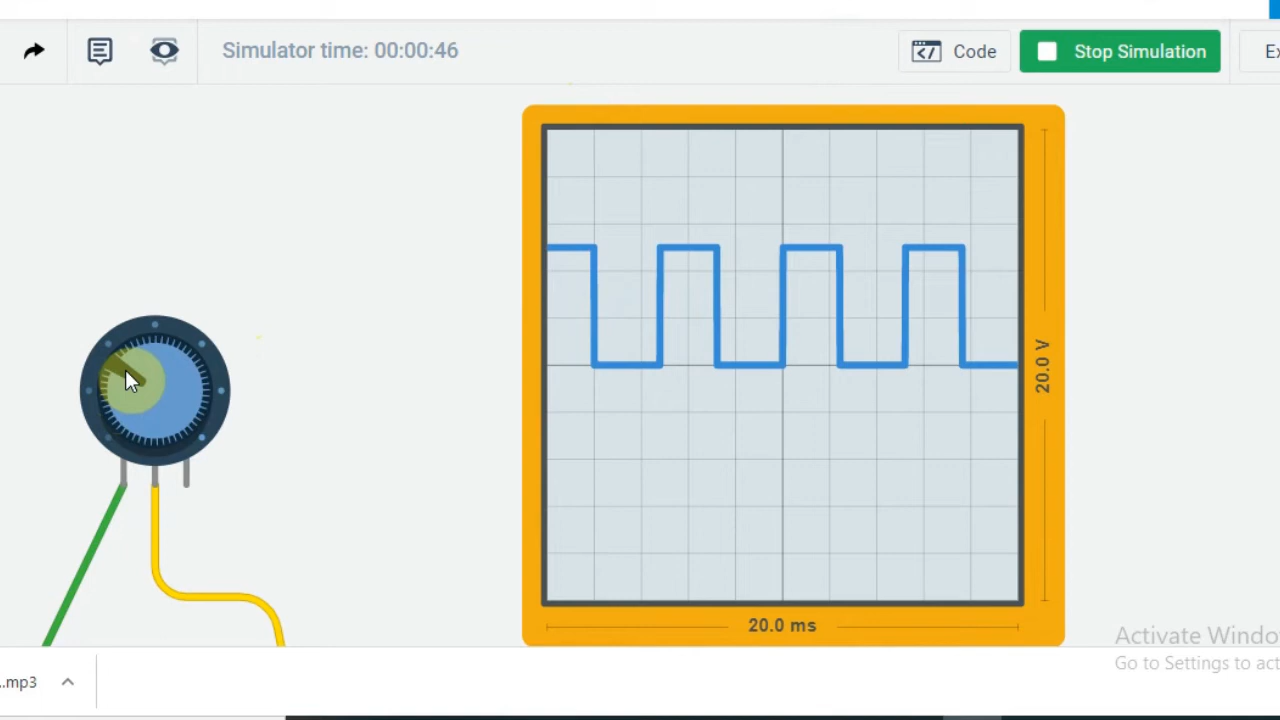 Simulator time: 00:00:46
Code
Stop Simulation
Ex
20.0 V
20.0 ms
Activate Windo
Go to Settings to act
...mp3